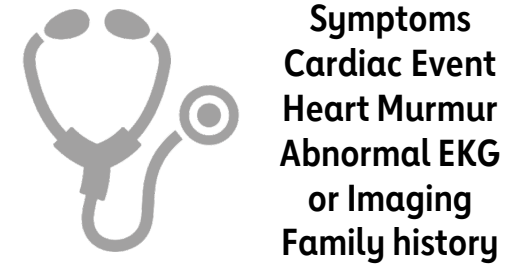 Symptoms
Cardiac Event
Heart Murmur
Abnormal EKG
or Imaging
Family history